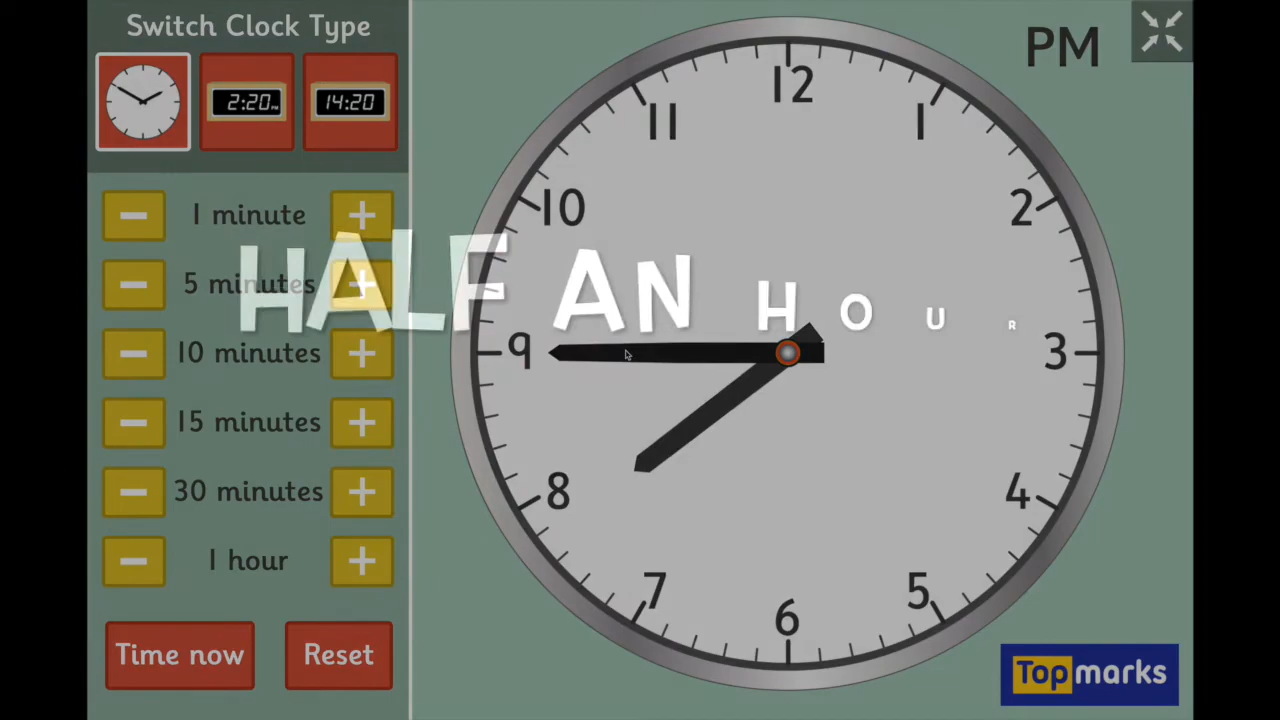 Switch Clock Type
2:20 PM
14:20
1 minute
5 minutes
10 minutes
15 minutes
30 minutes
1 hour
Time now
Reset
HALF AN HOUR
PM
12
1
2
3
4
5
6
7
8
9
10
11
Topmarks